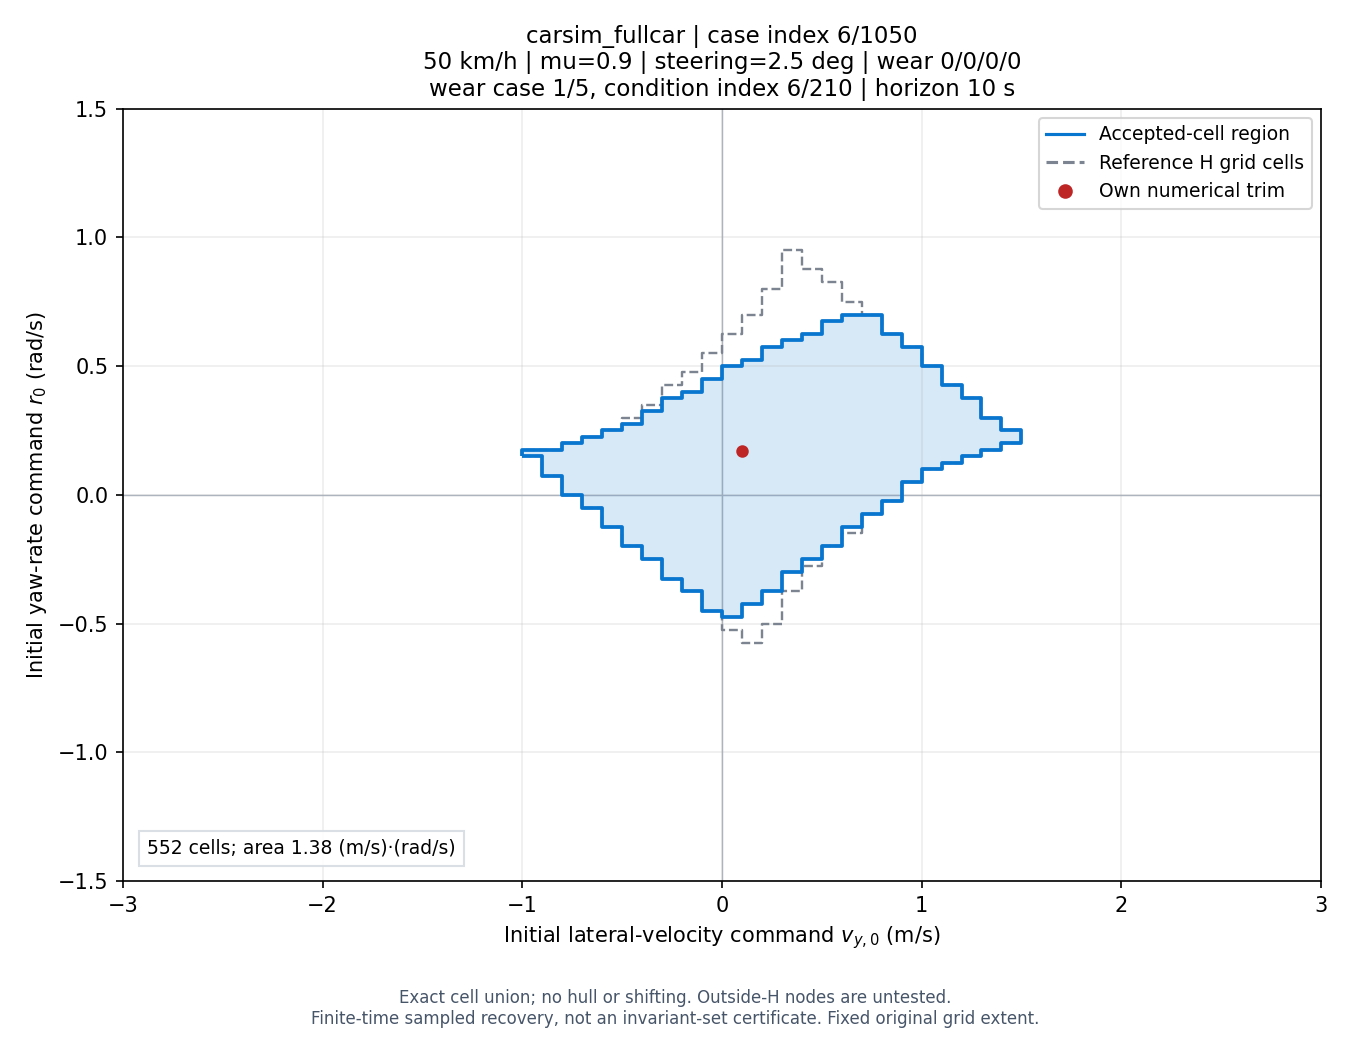 carsim_fullcar | case index 6/1050
50 km/h | mu=0.9 | steering=2.5 deg | wear 0/0/0/0
wear case 1/5, condition index 6/210 | horizon 10 s
Accepted-cell region
Reference H grid cells
Own numerical trim
1.5
1.0
0.5
0.0
−0.5
−1.0
−1.5
Initial yaw-rate command r₀ (rad/s)
552 cells; area 1.38 (m/s)·(rad/s)
−3
−2
−1
0
1
2
3
Initial lateral-velocity command v_{y,0} (m/s)
Exact cell union; no hull or shifting. Outside-H nodes are untested.
Finite-time sampled recovery, not an invariant-set certificate. Fixed original grid extent.